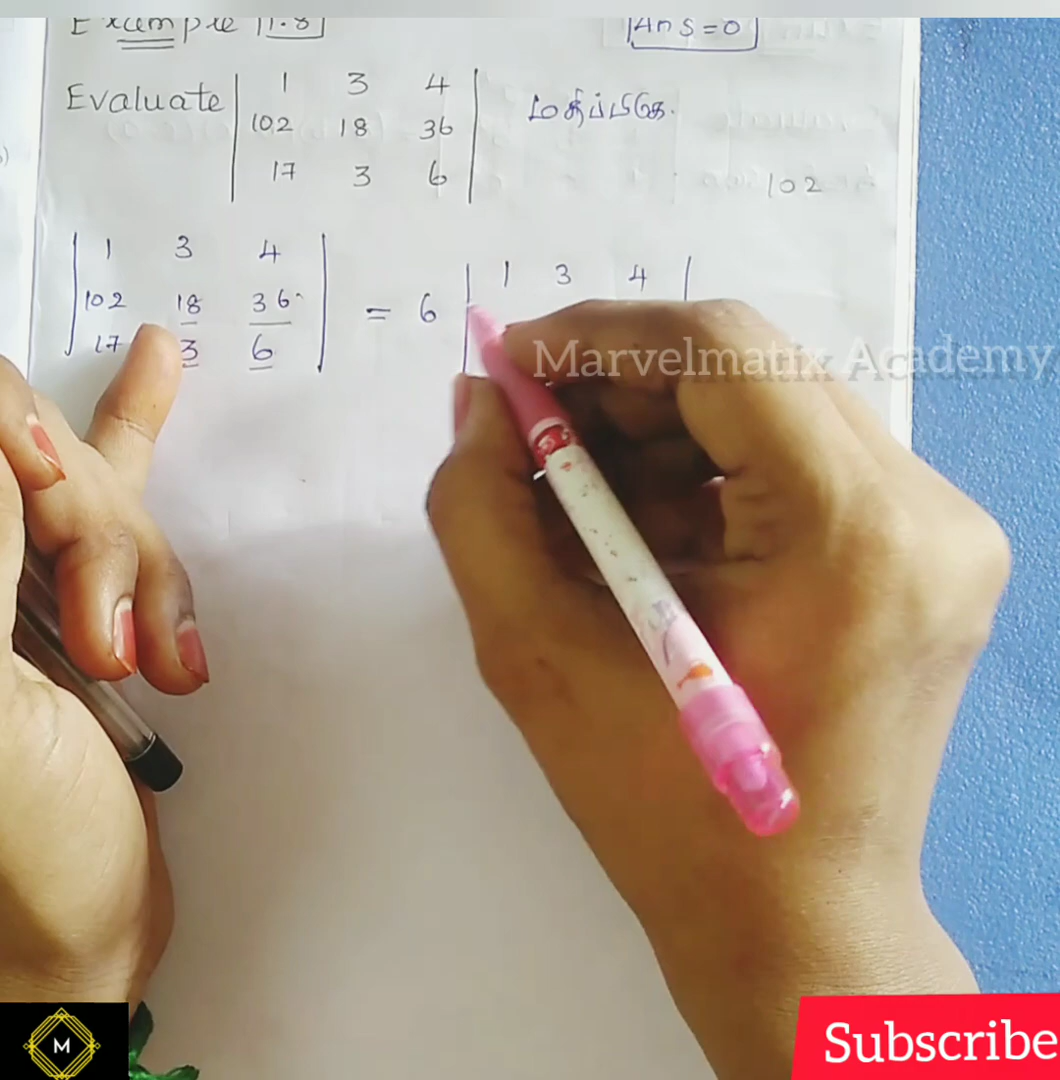 Example 11.8
Ans = 0
Evaluate | 1 3 4 | மதிப்பிடுக.
| 102 18 36 |
| 17 3 6 |
102
| 1 3 4 |
| 102 18 36 | = 6 | 1 3 4 |
| 17 3 6 |
Marvelmatix Academy
M
Subscribe